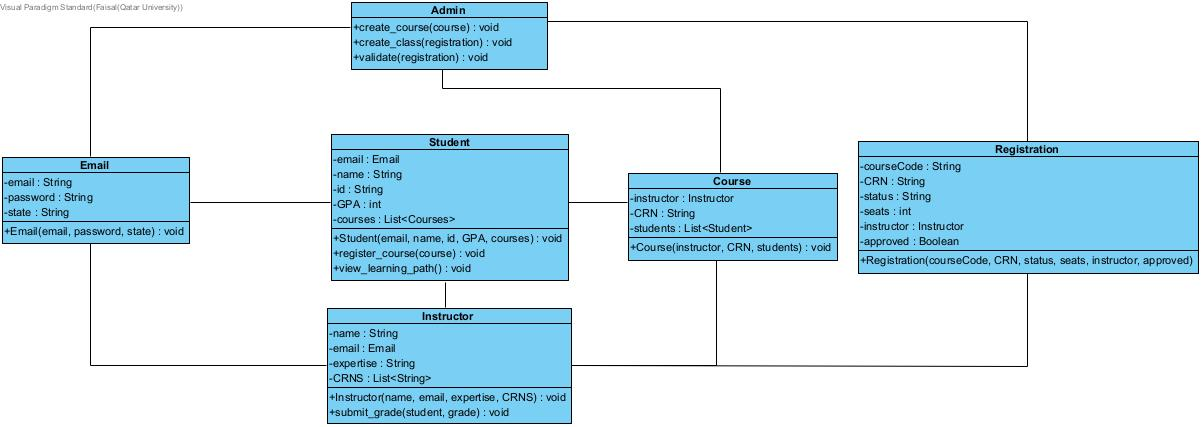 Visual Paradigm Standard(Faisal(Qatar University))
Admin
+create_course(course) : void
+create_class(registration) : void
+validate(registration) : void
Email
-email : String
-password : String
-state : String
+Email(email, password, state) : void
Student
-email : Email
-name : String
-id : String
-GPA : int
-courses : List<Courses>
+Student(email, name, id, GPA, courses) : void
+register_course(course) : void
+view_learning_path() : void
Course
-instructor : Instructor
-CRN : String
-students : List<Student>
+Course(instructor, CRN, students) : void
Registration
-courseCode : String
-CRN : String
-status : String
-seats : int
-instructor : Instructor
-approved : Boolean
+Registration(courseCode, CRN, status, seats, instructor, approved)
Instructor
-name : String
-email : Email
-expertise : String
-CRNS : List<String>
+Instructor(name, email, expertise, CRNS) : void
+submit_grade(student, grade) : void